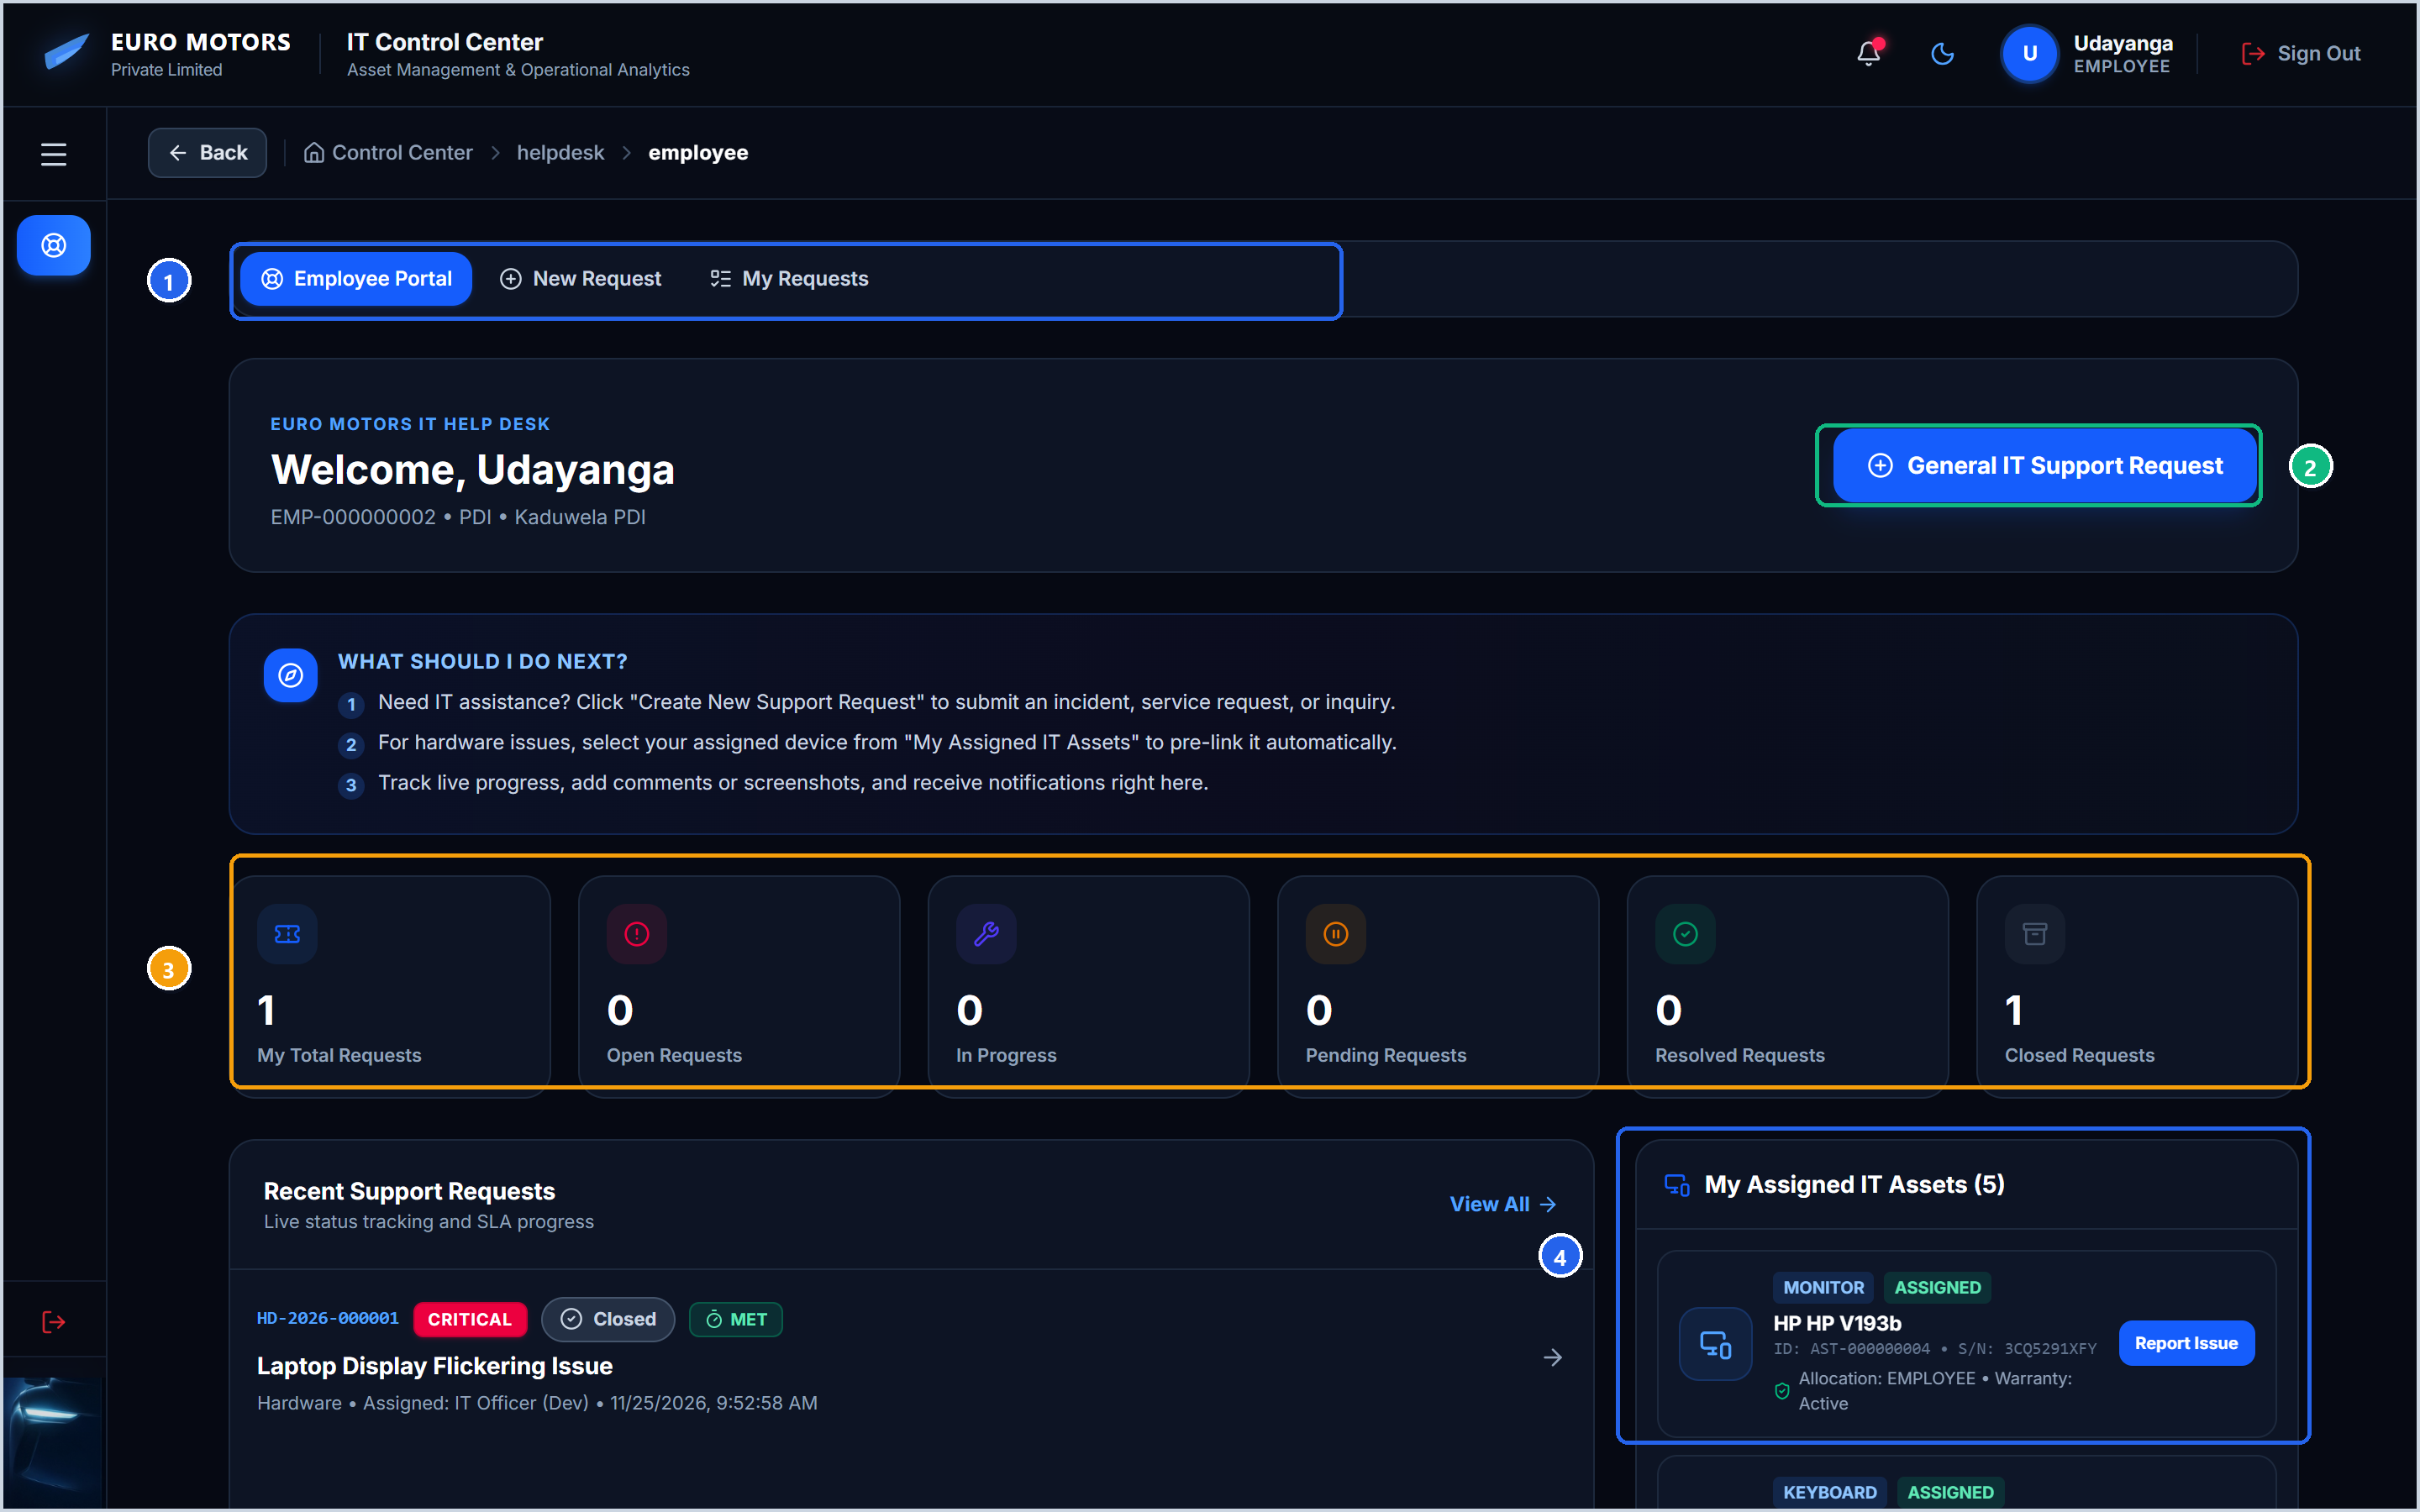 EURO MOTORS
Private Limited
IT Control Center
Asset Management & Operational Analytics
U
Udayanga
EMPLOYEE
Sign Out
Back
Control Center
helpdesk
employee
1
Employee Portal
New Request
My Requests
EURO MOTORS IT HELP DESK
Welcome, Udayanga
EMP-000000002 • PDI • Kaduwela PDI
General IT Support Request
2
WHAT SHOULD I DO NEXT?
1 Need IT assistance? Click "Create New Support Request" to submit an incident, service request, or inquiry.
2 For hardware issues, select your assigned device from "My Assigned IT Assets" to pre-link it automatically.
3 Track live progress, add comments or screenshots, and receive notifications right here.
3
1
My Total Requests
0
Open Requests
0
In Progress
0
Pending Requests
0
Resolved Requests
1
Closed Requests
Recent Support Requests
Live status tracking and SLA progress
View All
4
HD-2026-000001 CRITICAL Closed MET
Laptop Display Flickering Issue
Hardware • Assigned: IT Officer (Dev) • 11/25/2026, 9:52:58 AM
My Assigned IT Assets (5)
MONITOR ASSIGNED
HP HP V193b
ID: AST-000000004 • S/N: 3CQ5291XFY
Allocation: EMPLOYEE • Warranty:
Active
Report Issue
KEYBOARD ASSIGNED